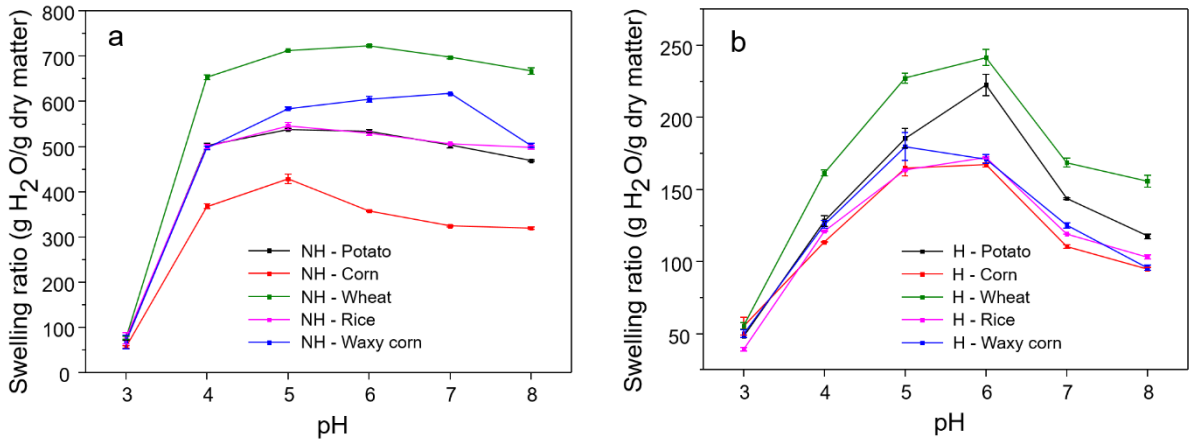 a
Swelling ratio (g H2O/g dry matter)
800
700
600
500
400
300
200
100
0
NH - Potato
NH - Corn
NH - Wheat
NH - Rice
NH - Waxy corn
3 4 5 6 7 8
pH
b
Swelling ratio (g H2O/g dry matter)
250
200
150
100
50
H - Potato
H - Corn
H - Wheat
H - Rice
H - Waxy corn
3 4 5 6 7 8
pH